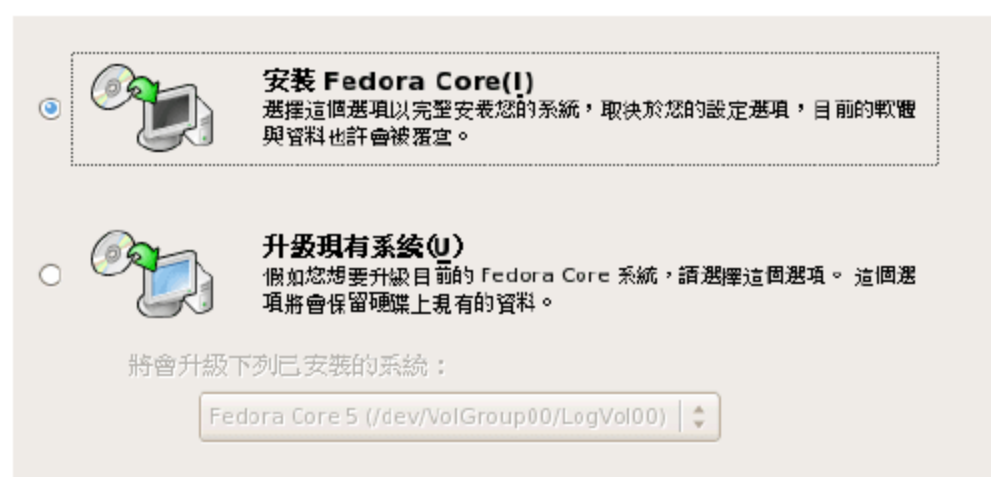 安裝 Fedora Core(I)
選擇這個選項以完整安裝您的系統，取決於您的設定選項，目前的軟體
與資料也許會被覆寫。
升級現有系統(U)
假如您想要升級目前的 Fedora Core 系統，請選擇這個選項。 這個選
項將會保留硬碟上現有的資料。
將會升級下列已安裝的系統：
Fedora Core 5 (/dev/VolGroup00/LogVol00)